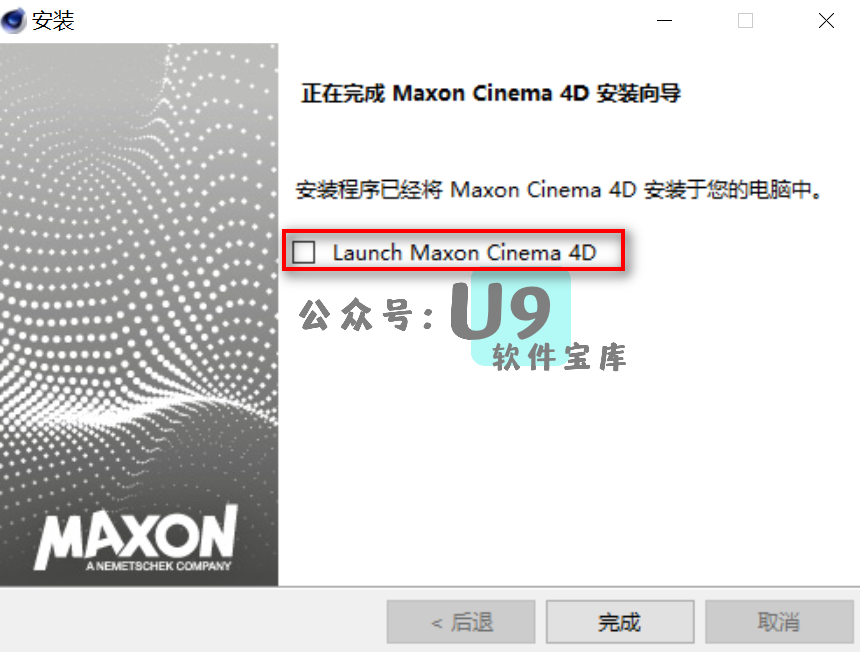 安装
正在完成 Maxon Cinema 4D 安装向导
安装程序已经将 Maxon Cinema 4D 安装于您的电脑中。
Launch Maxon Cinema 4D
公众号：U9
软件宝库
MAXON
A NEMETSCHEK COMPANY
< 后退
完成
取消